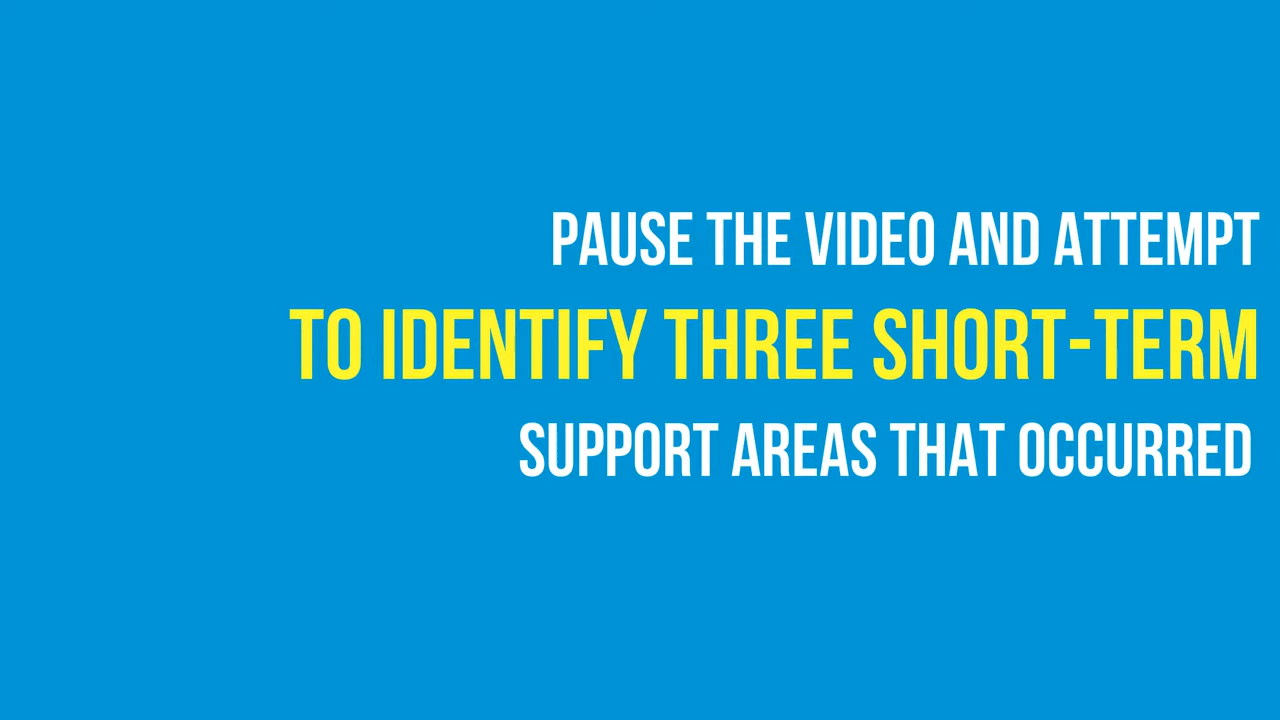 PAUSE THE VIDEO AND ATTEMPT
TO IDENTIFY THREE SHORT-TERM
SUPPORT AREAS THAT OCCURRED